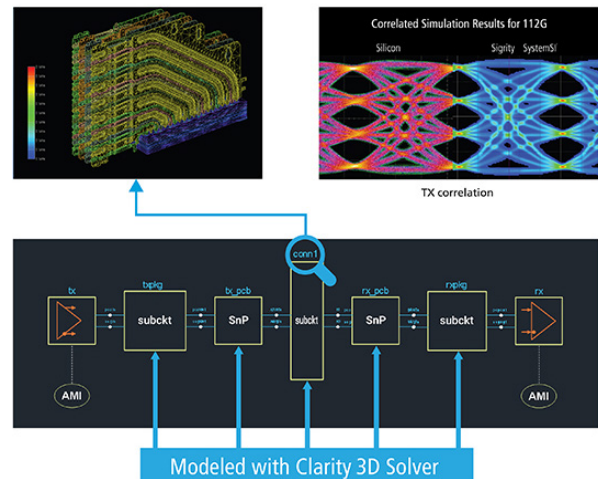 Correlated Simulation Results for 112G
Silicon
Sigrity SystemSI
TX correlation
conn1
tx
txpkg
tx_pcb
rx_pcb
rxpkg
rx
subckt
SnP
subckt
SnP
subckt
AMI
AMI
Modeled with Clarity 3D Solver